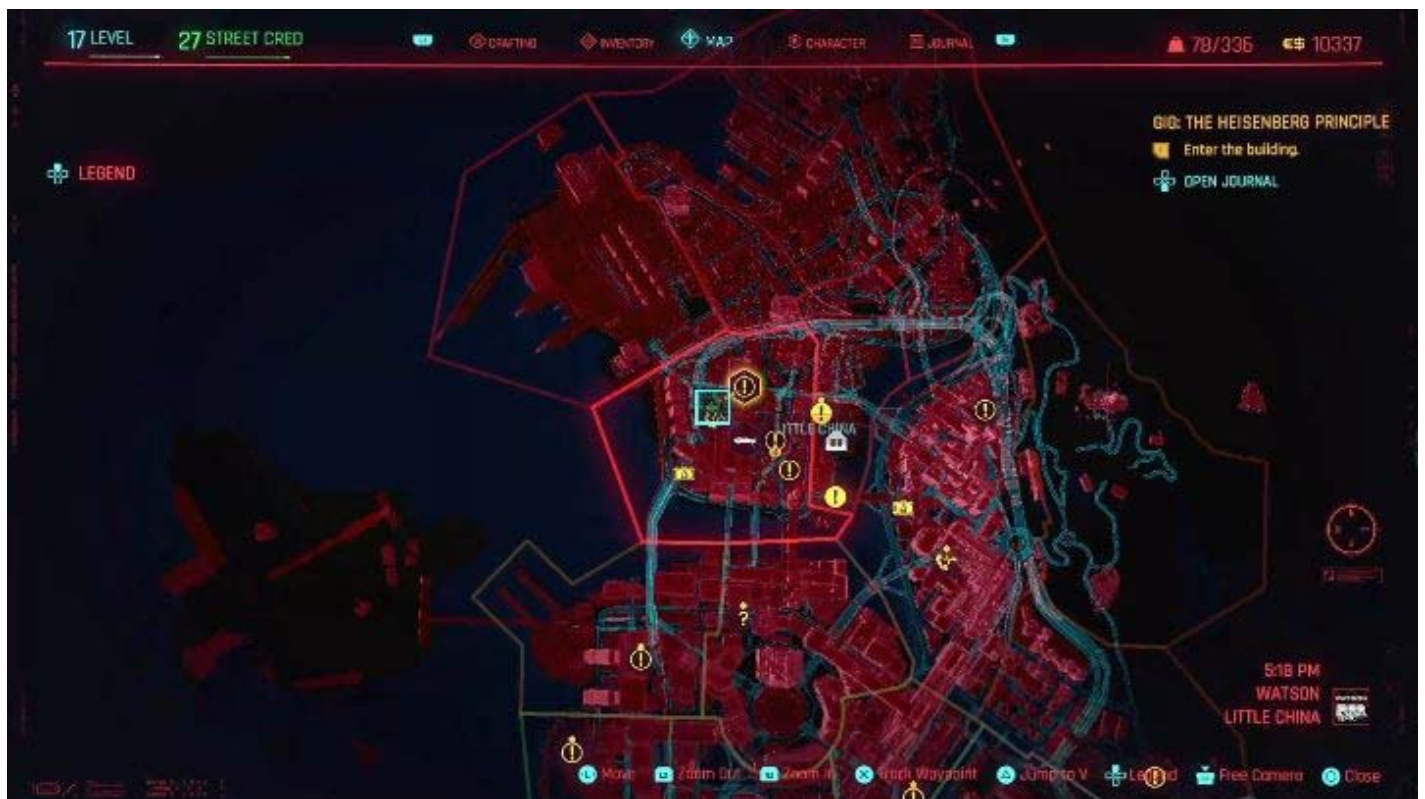 17 LEVEL
27 STREET CRED
CRAFTING
INVENTORY
MAP
CHARACTER
JOURNAL
78/336
€$ 10337
GIG: THE HEISENBERG PRINCIPLE
Enter the building.
OPEN JOURNAL
LEGEND
LITTLE CHINA
?
5:18 PM
WATSON
LITTLE CHINA
Move
Zoom Out
Zoom In
Track Waypoint
Jump to V
Legend
Free Camera
Close